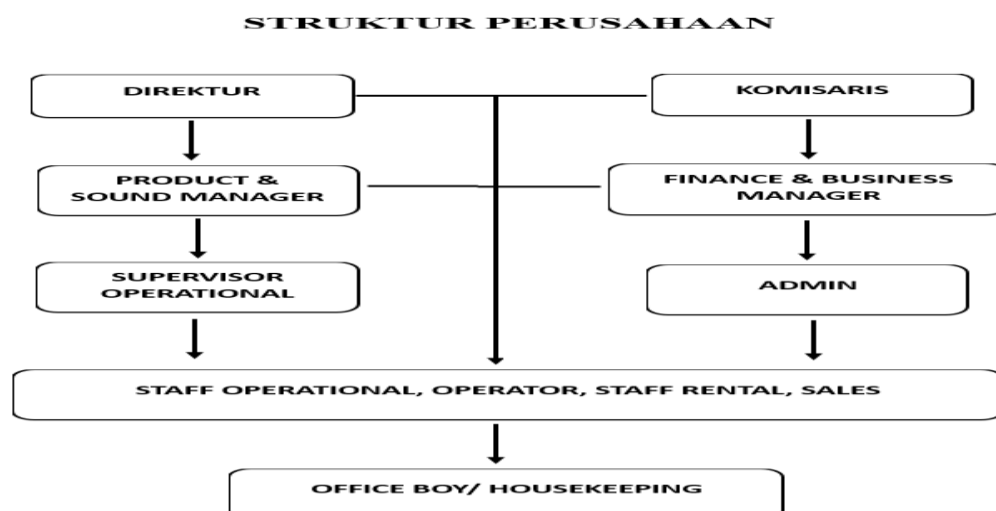 STRUKTUR PERUSAHAAN
DIREKTUR
KOMISARIS
PRODUCT &
SOUND MANAGER
FINANCE & BUSINESS
MANAGER
SUPERVISOR
OPERATIONAL
ADMIN
STAFF OPERATIONAL, OPERATOR, STAFF RENTAL, SALES
OFFICE BOY/ HOUSEKEEPING